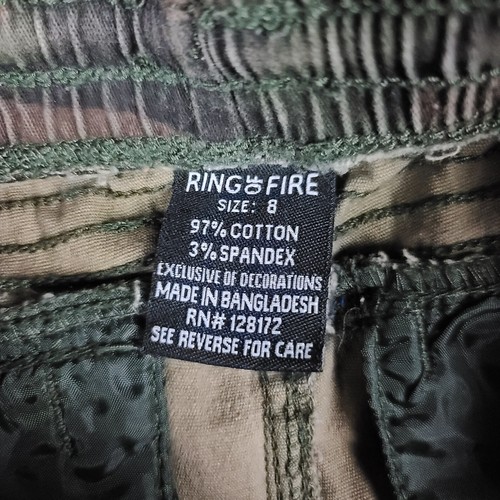 RING OF FIRE
SIZE: 8
97% COTTON
3% SPANDEX
EXCLUSIVE OF DECORATIONS
MADE IN BANGLADESH
RN# 128172
SEE REVERSE FOR CARE